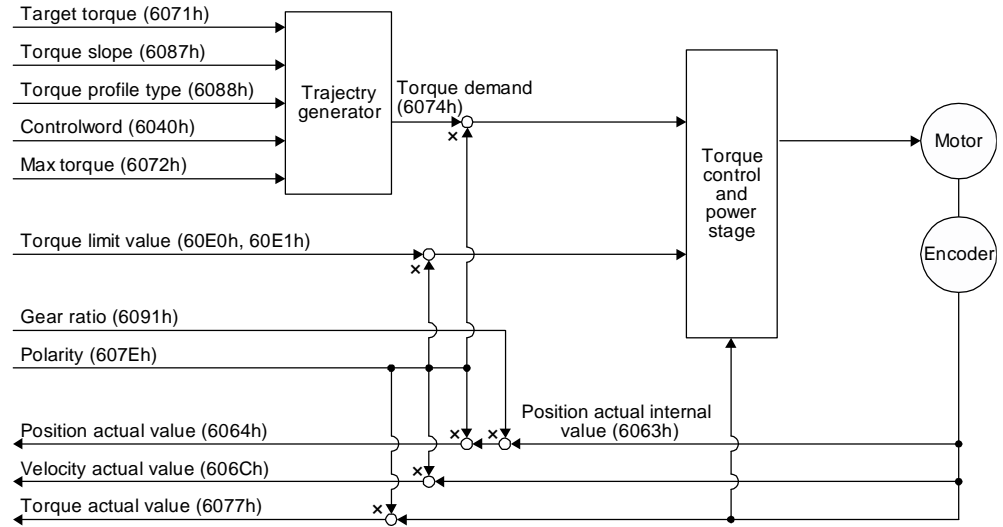 Target torque (6071h)
Torque slope (6087h)
Torque profile type (6088h)
Controlword (6040h)
Max torque (6072h)
Trajectry
generator
Torque demand
(6074h)
×
Torque
control
and
power
stage
Motor
Encoder
Torque limit value (60E0h, 60E1h)
×
Gear ratio (6091h)
Polarity (607Eh)
Position actual internal
value (6063h)
Position actual value (6064h)
×
×
Velocity actual value (606Ch)
×
Torque actual value (6077h)
×